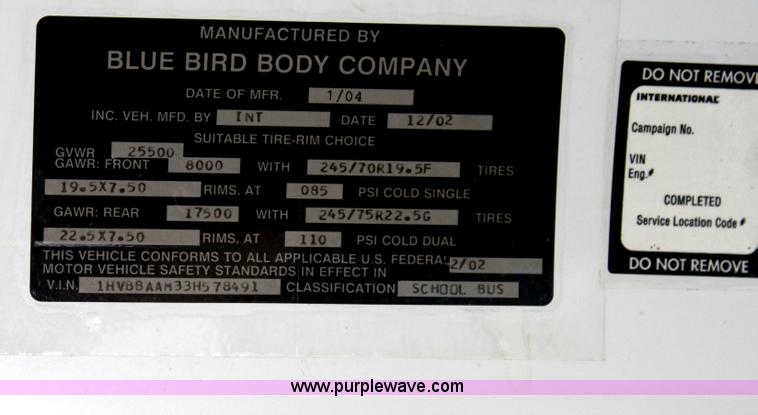 MANUFACTURED BY
BLUE BIRD BODY COMPANY
DATE OF MFR. 1/04
INC. VEH. MFD. BY INT DATE 12/02
SUITABLE TIRE-RIM CHOICE
GVWR 25500
GAWR: FRONT 8000 WITH 245/70R19.5F TIRES
19.5X7.50 RIMS. AT 085 PSI COLD SINGLE
GAWR: REAR 17500 WITH 245/75R22.5G TIRES
22.5X7.50 RIMS, AT 110 PSI COLD DUAL
THIS VEHICLE CONFORMS TO ALL APPLICABLE U.S. FEDERAL
MOTOR VEHICLE SAFETY STANDARDS IN EFFECT IN 2/02
V.I.N. 1HVBBAAM33H578491 CLASSIFICATION SCHOOL BUS
DO NOT REMOVE
INTERNATIONAL
Campaign No.
VIN
Eng.#
COMPLETED
Service Location Code #
DO NOT REMOVE
www.purplewave.com